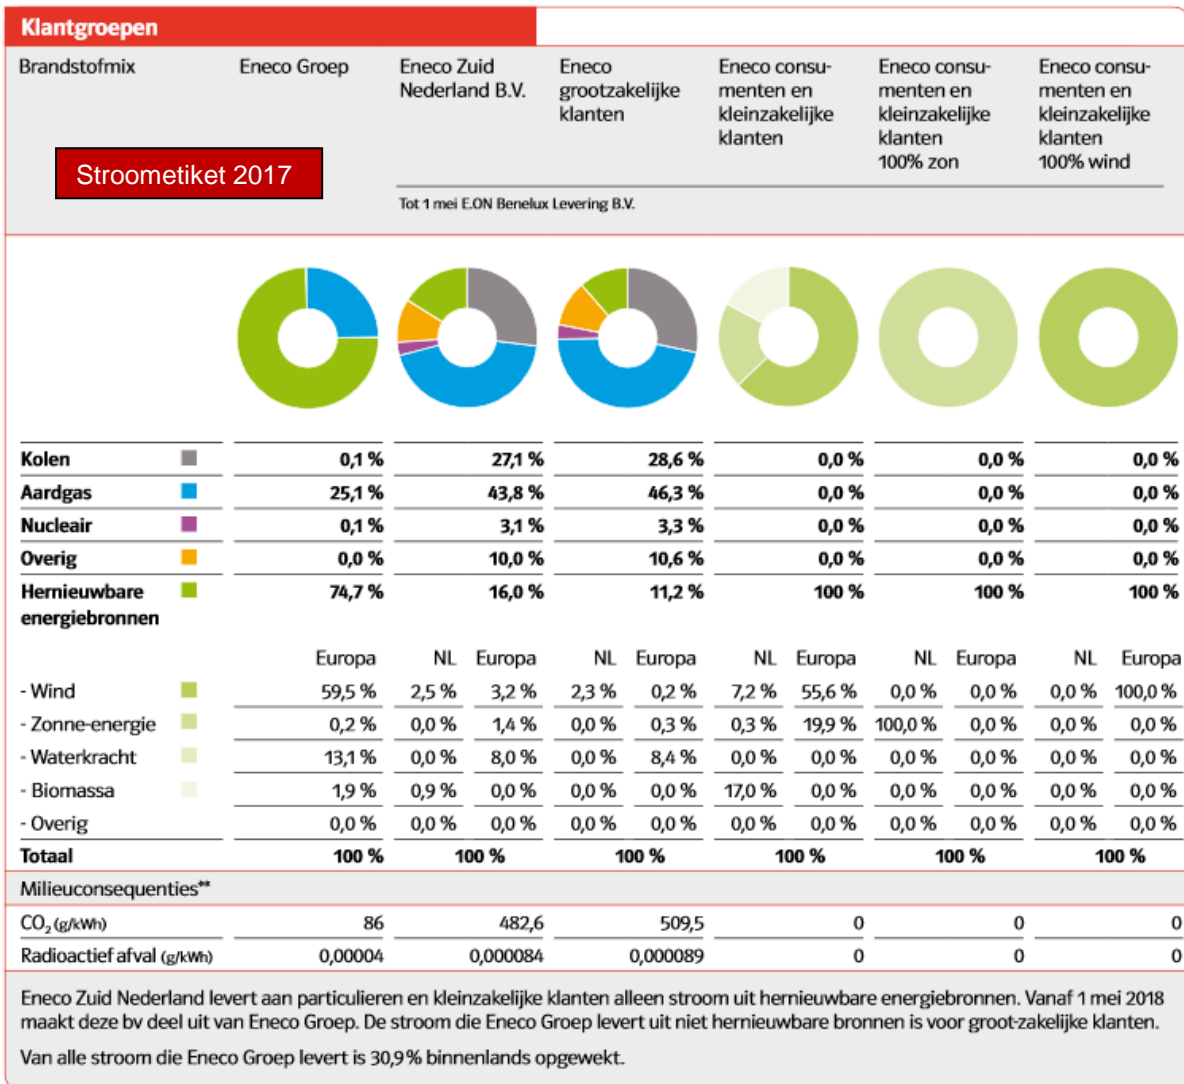 Klantgroepen
Brandstofmix Eneco Groep Eneco Zuid Nederland B.V. Eneco grootzakelijke klanten Eneco consu-menten en kleinzakelijke klanten Eneco consu-menten en kleinzakelijke klanten 100% zon Eneco consu-menten en kleinzakelijke klanten 100% wind
Stroometiket 2017
Tot 1 mei E.ON Benelux Levering B.V.
Kolen 0,1 % 27,1 % 28,6 % 0,0 % 0,0 % 0,0 %
Aardgas 25,1 % 43,8 % 46,3 % 0,0 % 0,0 % 0,0 %
Nucleair 0,1 % 3,1 % 3,3 % 0,0 % 0,0 % 0,0 %
Overig 0,0 % 10,0 % 10,6 % 0,0 % 0,0 % 0,0 %
Hernieuwbare 74,7 % 16,0 % 11,2 % 100 % 100 % 100 %
energiebronnen
Europa NL Europa NL Europa NL Europa NL Europa NL Europa
- Wind 59,5 % 2,5 % 3,2 % 2,3 % 0,2 % 7,2 % 55,6 % 0,0 % 0,0 % 0,0 % 100,0 %
- Zonne-energie 0,2 % 0,0 % 1,4 % 0,0 % 0,3 % 0,3 % 19,9 % 100,0 % 0,0 % 0,0 % 0,0 %
- Waterkracht 13,1 % 0,0 % 8,0 % 0,0 % 8,4 % 0,0 % 0,0 % 0,0 % 0,0 % 0,0 % 0,0 %
- Biomassa 1,9 % 0,9 % 0,0 % 0,0 % 0,0 % 17,0 % 0,0 % 0,0 % 0,0 % 0,0 % 0,0 %
- Overig 0,0 % 0,0 % 0,0 % 0,0 % 0,0 % 0,0 % 0,0 % 0,0 % 0,0 % 0,0 % 0,0 %
Totaal 100 % 100 % 100 % 100 % 100 % 100 %
Milieuconsequenties**
CO₂ (g/kWh) 86 482,6 509,5 0 0 0
Radioactief afval (g/kWh) 0,00004 0,000084 0,000089 0 0 0
Eneco Zuid Nederland levert aan particulieren en kleinzakelijke klanten alleen stroom uit hernieuwbare energiebronnen. Vanaf 1 mei 2018
maakt deze bv deel uit van Eneco Groep. De stroom die Eneco Groep levert uit niet hernieuwbare bronnen is voor groot-zakelijke klanten.
Van alle stroom die Eneco Groep levert is 30,9% binnenlands opgewekt.